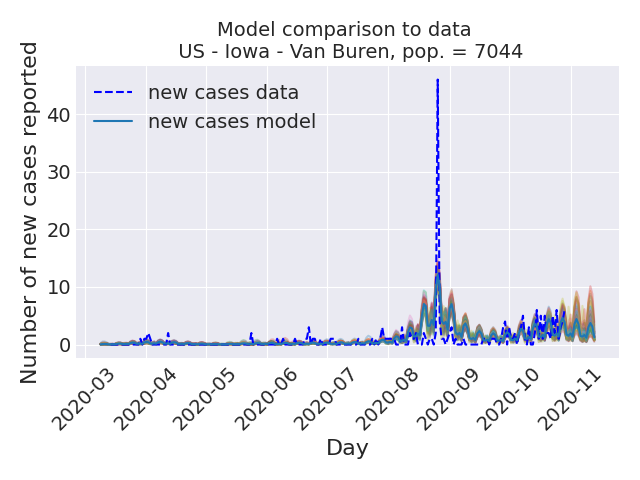 Model comparison to data
US - Iowa - Van Buren, pop. = 7044
Number of new cases reported
new cases data
new cases model
40
30
20
10
0
2020-03
2020-04
2020-05
2020-06
2020-07
2020-08
2020-09
2020-10
2020-11
Day